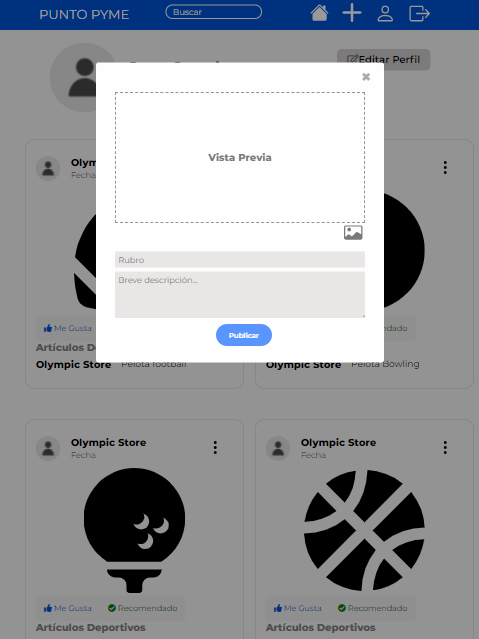 PUNTO PYME
Buscar
Editar Perfil
Olymp
Fecha
Vista Previa
Rubro
Breve descripción...
Publicar
Me Gusta
Artículos De
Olympic Store Pelota football
Olympic Store Pelota Bowling
Olympic Store
Fecha
Me Gusta
Recomendado
Artículos Deportivos
Olympic Store
Fecha
Me Gusta
Recomendado
Artículos Deportivos